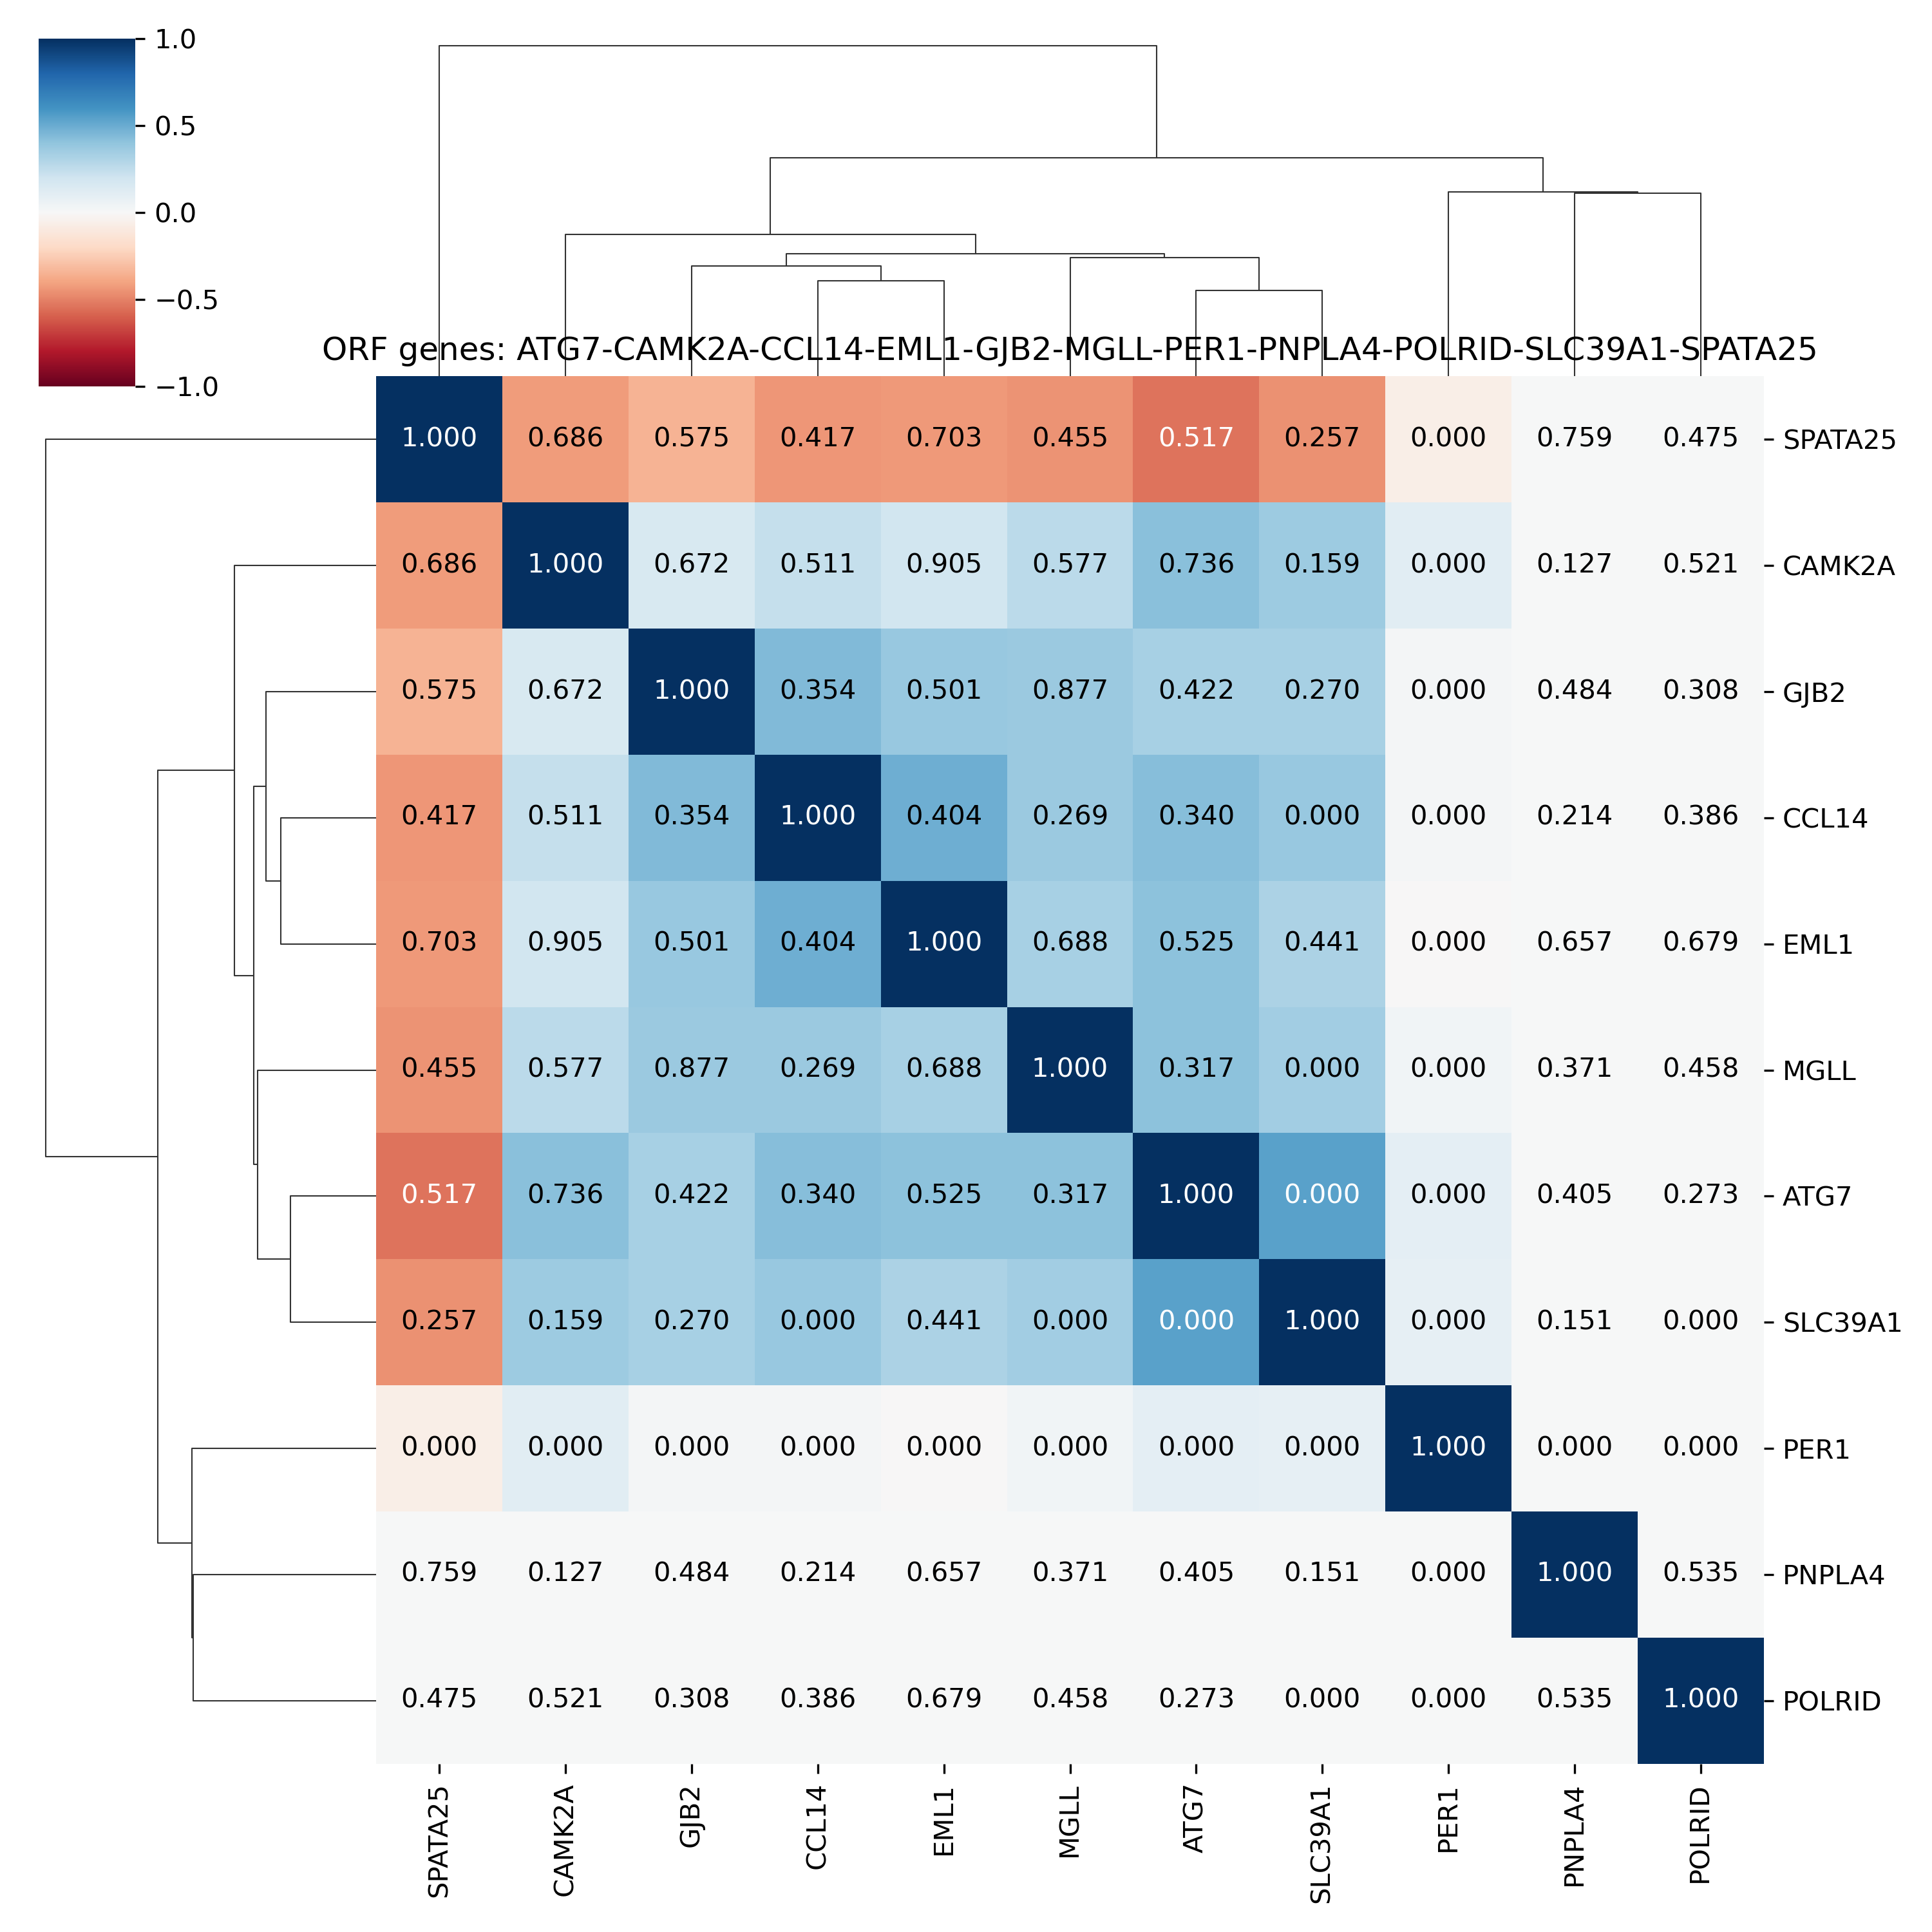 1.0
0.5
0.0
−0.5
−1.0
ORF genes: ATG7-CAMK2A-CCL14-EML1-GJB2-MGLL-PER1-PNPLA4-POLRID-SLC39A1-SPATA25
1.000 0.686 0.575 0.417 0.703 0.455 0.517 0.257 0.000 0.759 0.475 SPATA25
0.686 1.000 0.672 0.511 0.905 0.577 0.736 0.159 0.000 0.127 0.521 CAMK2A
0.575 0.672 1.000 0.354 0.501 0.877 0.422 0.270 0.000 0.484 0.308 GJB2
0.417 0.511 0.354 1.000 0.404 0.269 0.340 0.000 0.000 0.214 0.386 CCL14
0.703 0.905 0.501 0.404 1.000 0.688 0.525 0.441 0.000 0.657 0.679 EML1
0.455 0.577 0.877 0.269 0.688 1.000 0.317 0.000 0.000 0.371 0.458 MGLL
0.517 0.736 0.422 0.340 0.525 0.317 1.000 0.000 0.000 0.405 0.273 ATG7
0.257 0.159 0.270 0.000 0.441 0.000 0.000 1.000 0.000 0.151 0.000 SLC39A1
0.000 0.000 0.000 0.000 0.000 0.000 0.000 0.000 1.000 0.000 0.000 PER1
0.759 0.127 0.484 0.214 0.657 0.371 0.405 0.151 0.000 1.000 0.535 PNPLA4
0.475 0.521 0.308 0.386 0.679 0.458 0.273 0.000 0.000 0.535 1.000 POLRID
SPATA25 CAMK2A GJB2 CCL14 EML1 MGLL ATG7 SLC39A1 PER1 PNPLA4 POLRID